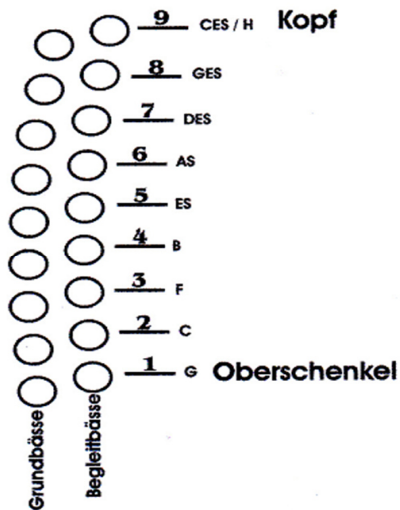 9 CES / H Kopf
8 GES
7 DES
6 AS
5 ES
4 B
3 F
2 C
1 G Oberschenkel
Grundbässe
Begleitbässe